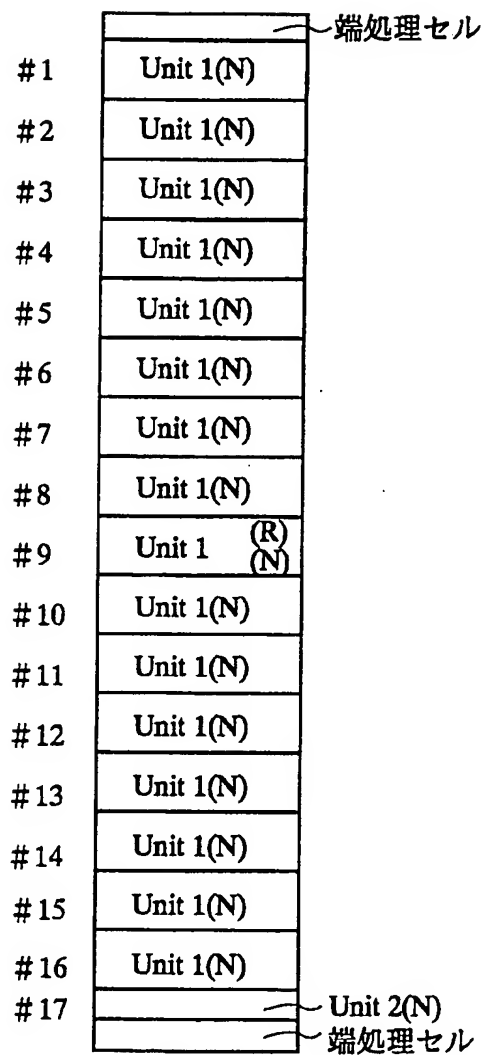 端処理セル
#1 Unit 1(N)
#2 Unit 1(N)
#3 Unit 1(N)
#4 Unit 1(N)
#5 Unit 1(N)
#6 Unit 1(N)
#7 Unit 1(N)
#8 Unit 1(N)
#9 Unit 1 (R)
(N)
#10 Unit 1(N)
#11 Unit 1(N)
#12 Unit 1(N)
#13 Unit 1(N)
#14 Unit 1(N)
#15 Unit 1(N)
#16 Unit 1(N)
#17 Unit 2(N)
端処理セル